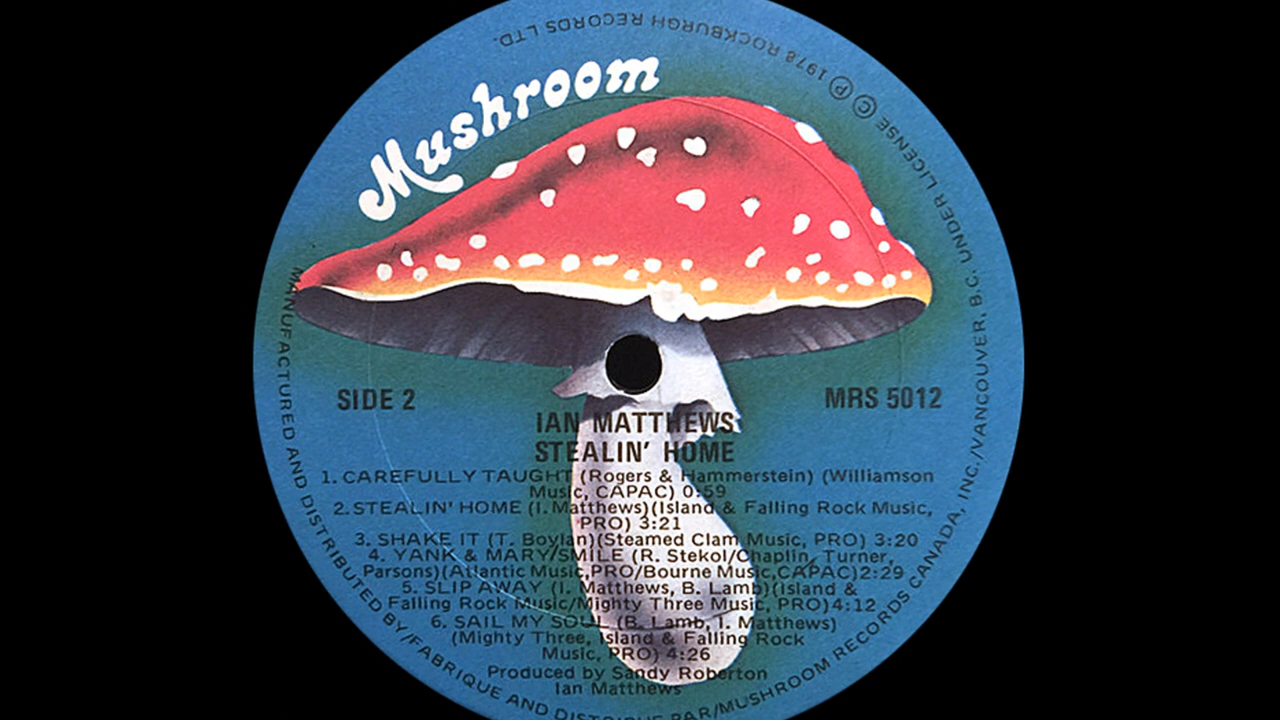 Mushroom
SIDE 2
MRS 5012
IAN MATTHEWS
STEALIN' HOME
1. CAREFULLY TAUGHT (Rogers & Hammerstein) (Williamson
Music, CAPAC) 0:59
2. STEALIN' HOME (I. Matthews)(Island & Falling Rock Music,
PRO) 3:21
3. SHAKE IT (T. Boylan)(Steamed Clam Music, PRO) 3:20
4. YANK & MARY/SMILE (R. Stekol/Chaplin, Turner,
Parsons)(Atlantic Music,PRO/Bourne Music,CAPAC)2:29
5. SLIP AWAY (I. Matthews, B. Lamb)(Island &
Falling Rock Music/Mighty Three Music, PRO)4:12
6. SAIL MY SOUL (B. Lamb, I. Matthews)
(Mighty Three, Island & Falling Rock
Music, PRO) 4:26
Produced by Sandy Roberton
Ian Matthews
MANUFACTURED AND DISTRIBUTED BY/FABRIQUE AND DISTRIBUE PAR/MUSHROOM RECORDS CANADA, INC./VANCOUVER, B.C. UNDER LICENSE © ℗ 1978 ROCKBURGH RECORDS LTD.